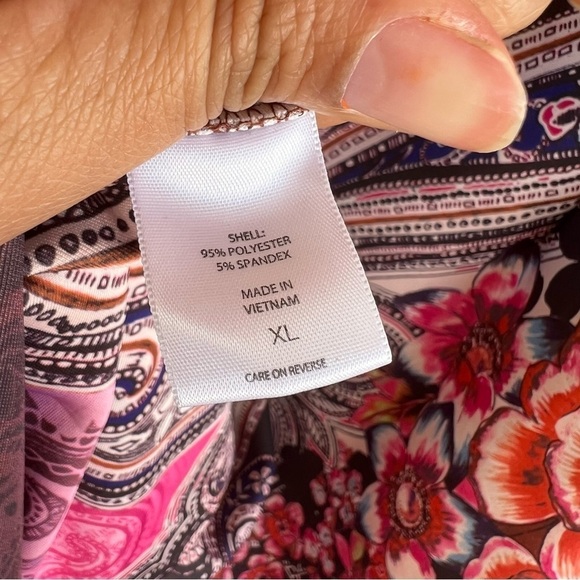 SHELL:
95% POLYESTER
5% SPANDEX
MADE IN
VIETNAM
XL
CARE ON REVERSE